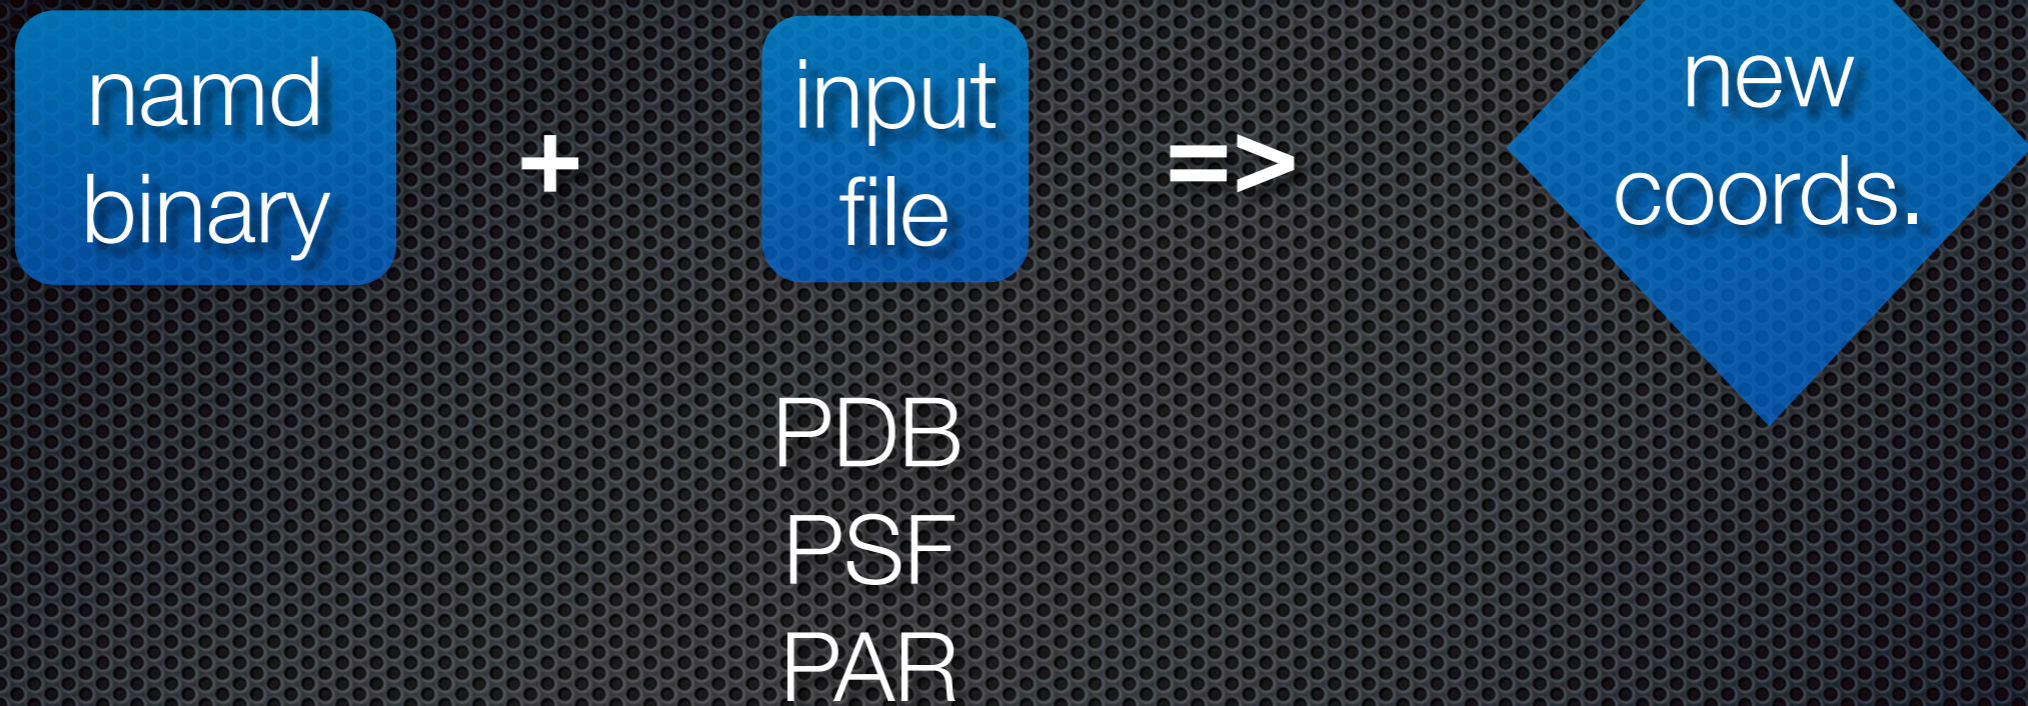 namd
binary
+
input
file
=>
new
coords.
PDB
PSF
PAR